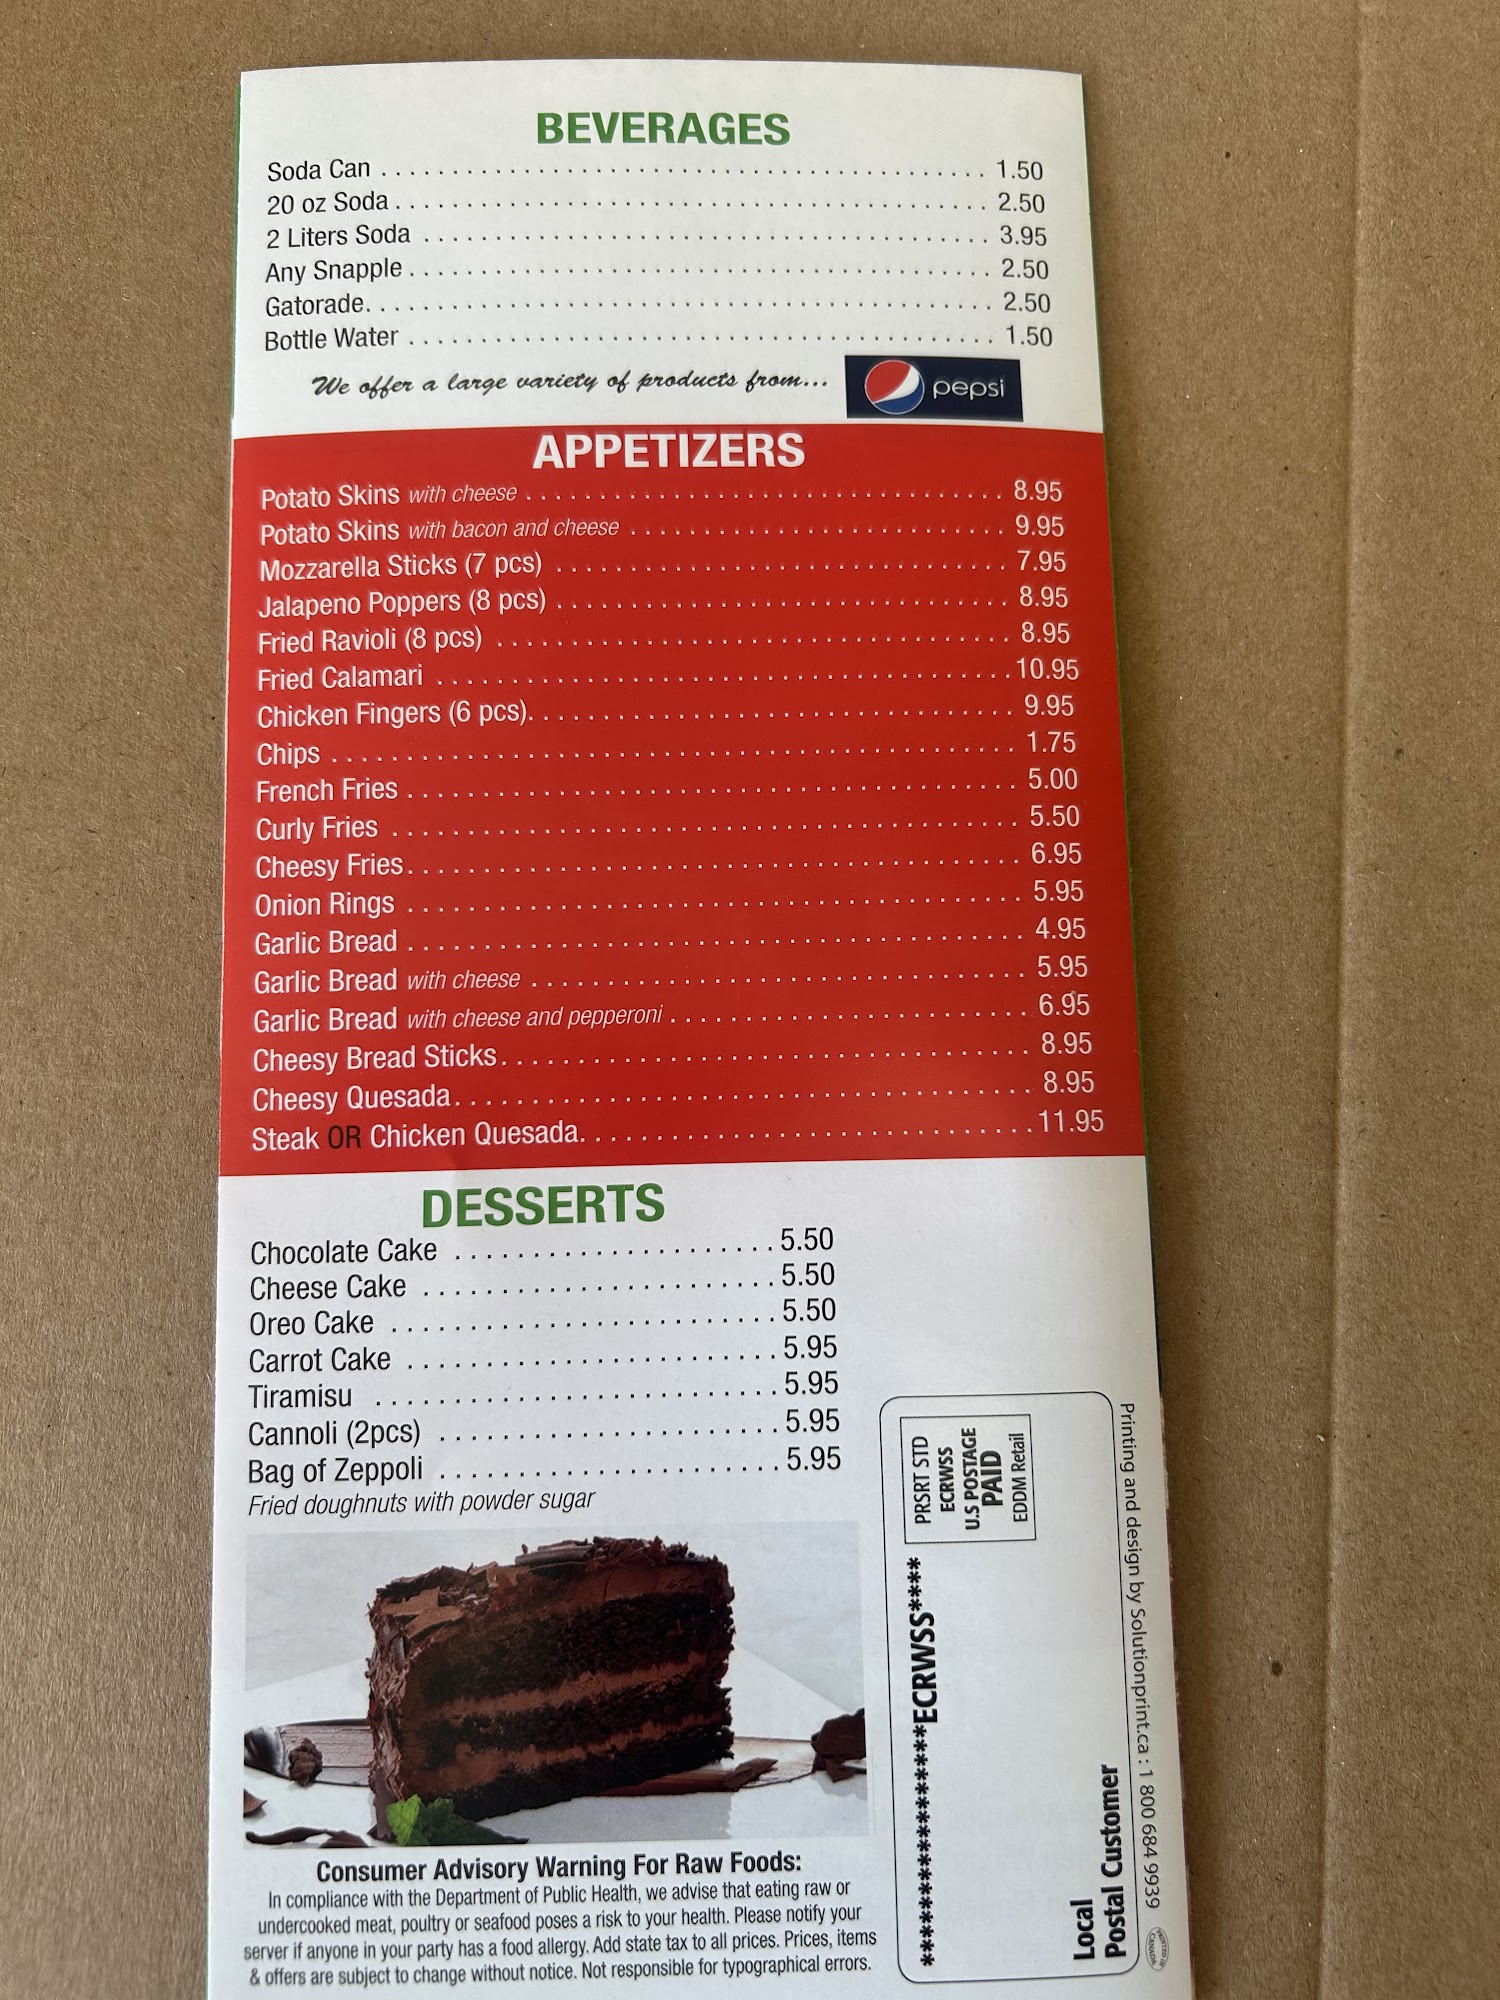 BEVERAGES
Soda Can 1.50
20 oz Soda 2.50
2 Liters Soda 3.95
Any Snapple 2.50
Gatorade 2.50
Bottle Water 1.50
We offer a large variety of products from...
pepsi
APPETIZERS
Potato Skins with cheese 8.95
Potato Skins with bacon and cheese 9.95
Mozzarella Sticks (7 pcs) 7.95
Jalapeno Poppers (8 pcs) 8.95
Fried Ravioli (8 pcs) 8.95
Fried Calamari 10.95
Chicken Fingers (6 pcs) 9.95
Chips 1.75
French Fries 5.00
Curly Fries 5.50
Cheesy Fries 6.95
Onion Rings 5.95
Garlic Bread 4.95
Garlic Bread with cheese 5.95
Garlic Bread with cheese and pepperoni 6.95
Cheesy Bread Sticks 8.95
Cheesy Quesada 8.95
Steak OR Chicken Quesada 11.95
DESSERTS
Chocolate Cake 5.50
Cheese Cake 5.50
Oreo Cake 5.50
Carrot Cake 5.95
Tiramisu 5.95
Cannoli (2pcs) 5.95
Bag of Zeppoli 5.95
Fried doughnuts with powder sugar
Consumer Advisory Warning For Raw Foods:
In compliance with the Department of Public Health, we advise that eating raw or
undercooked meat, poultry or seafood poses a risk to your health. Please notify your
server if anyone in your party has a food allergy. Add state tax to all prices. Prices, items
& offers are subject to change without notice. Not responsible for typographical errors.
PRSRT STD
ECRWSS
U.S POSTAGE
PAID
EDDM Retail
********************ECRWSS*****
Local
Postal Customer
Printing and design by Solutionprint.ca : 1 800 684 9939
PRINTED IN
CANADA